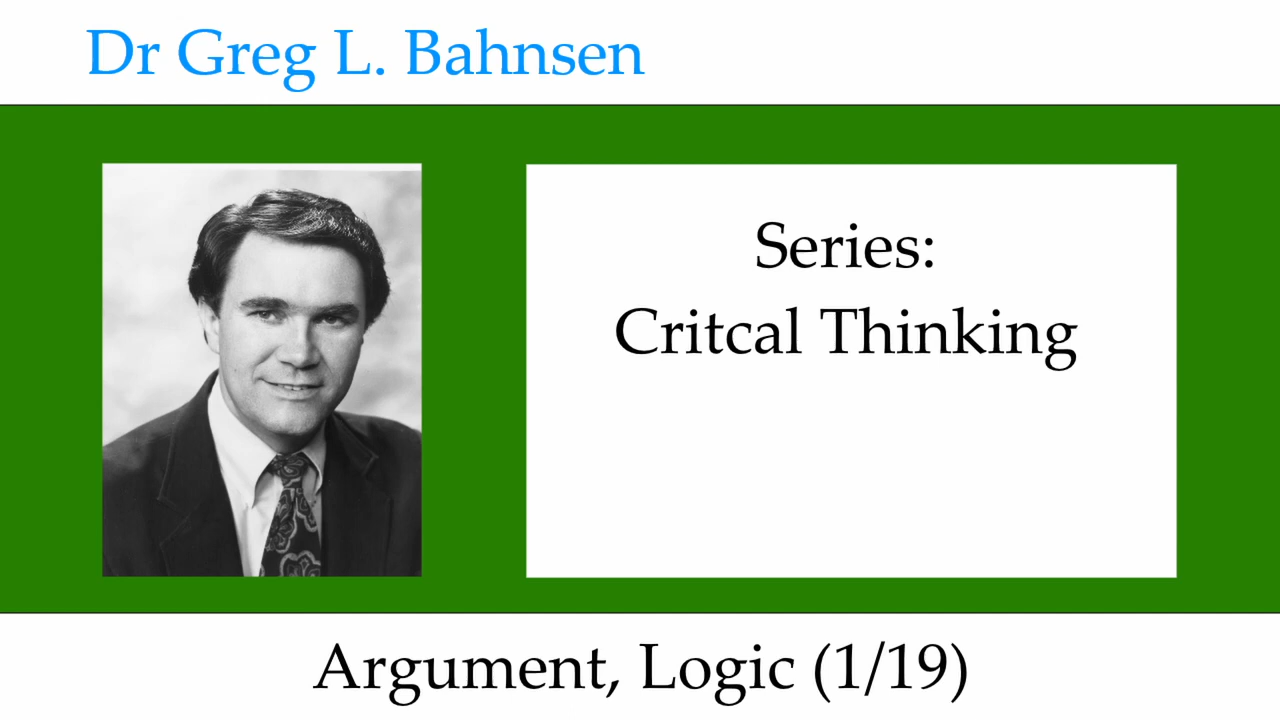 Dr Greg L. Bahnsen
Series:
Critcal Thinking
Argument, Logic (1/19)